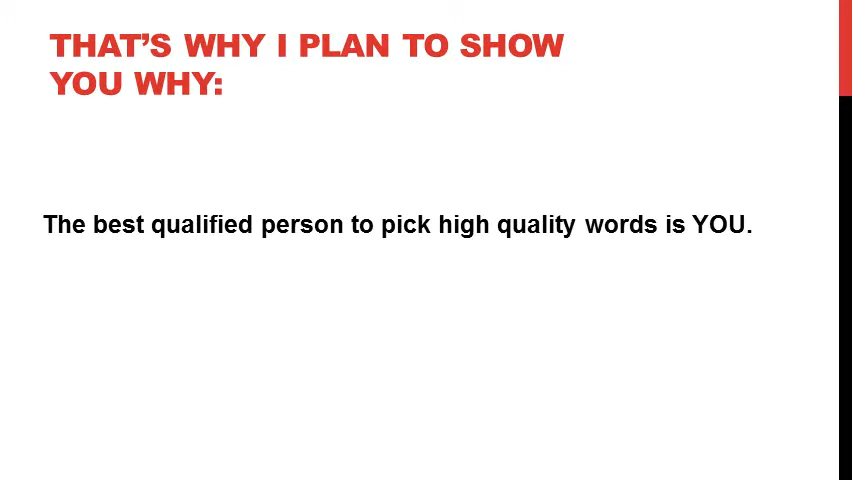 THAT’S WHY I PLAN TO SHOW
YOU WHY:
The best qualified person to pick high quality words is YOU.